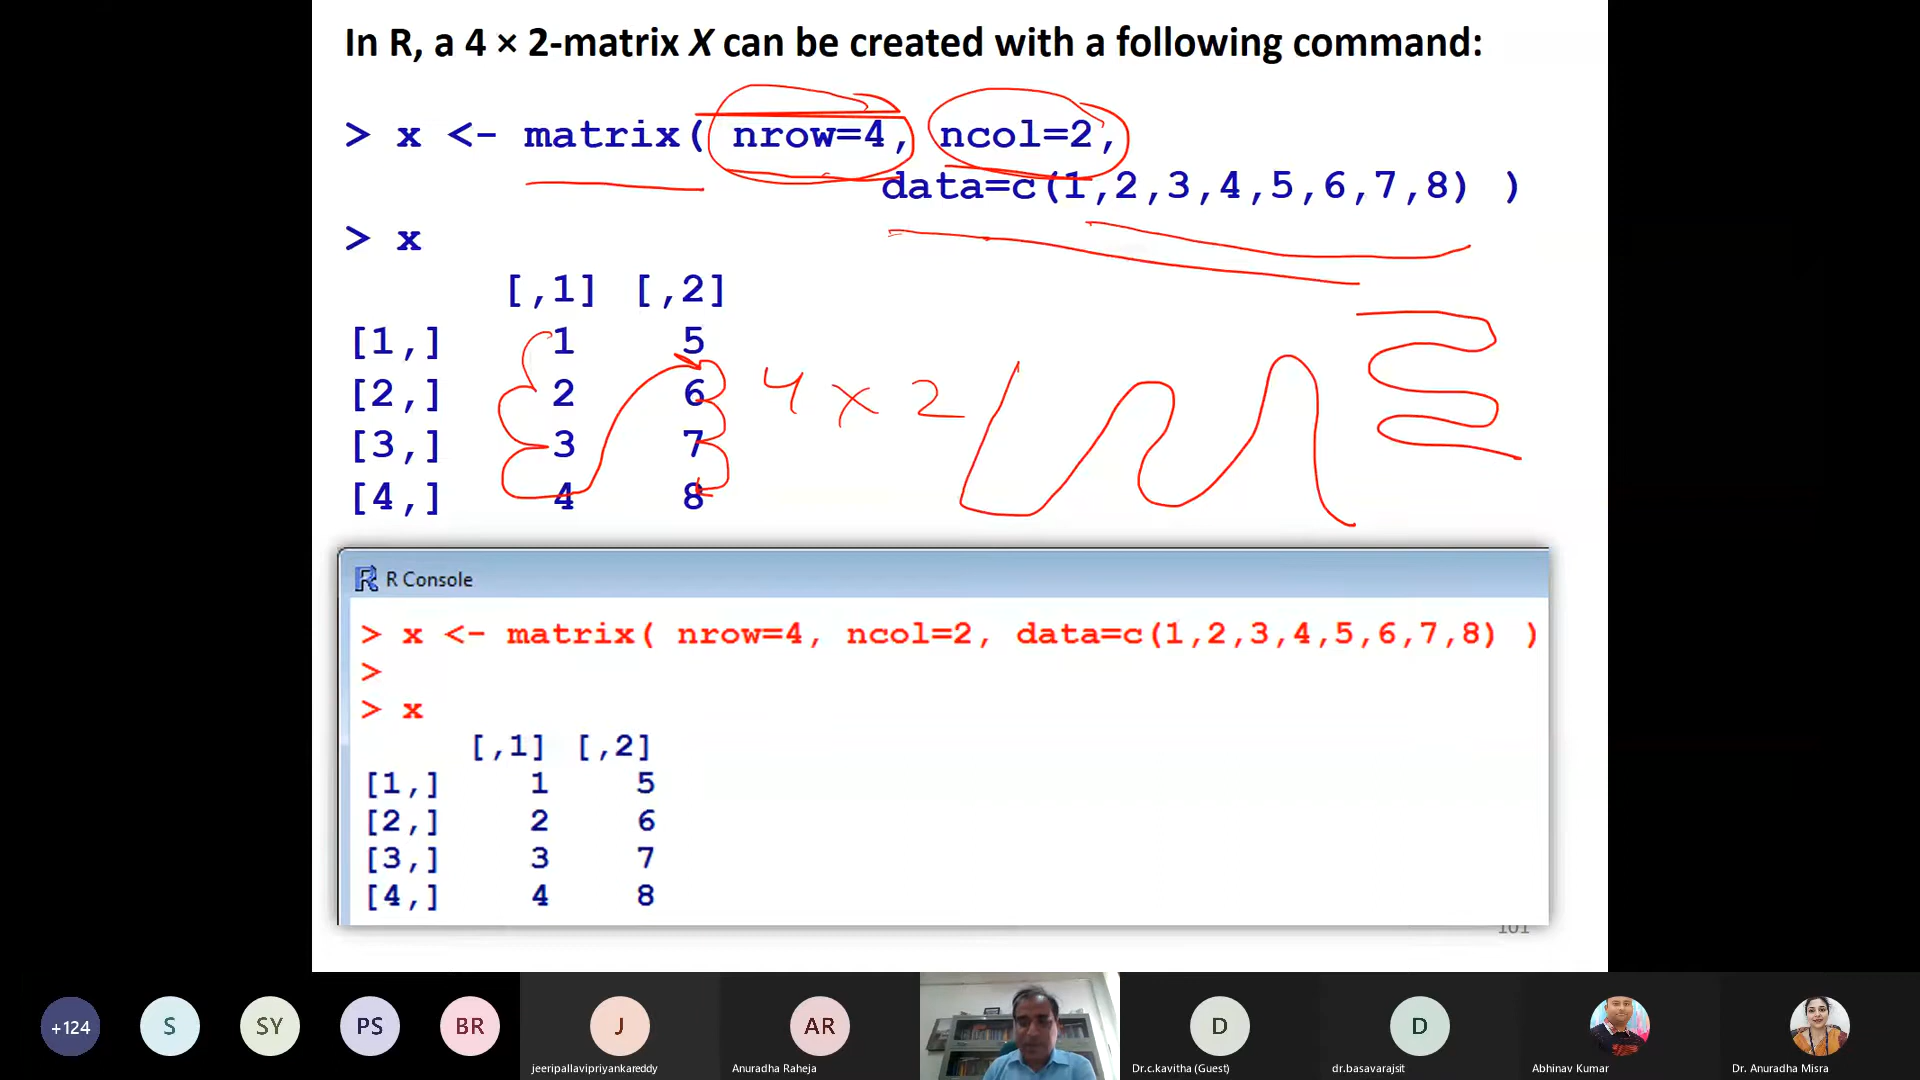 In R, a 4 × 2-matrix X can be created with a following command:
> x <- matrix( nrow=4, ncol=2,
data=c(1,2,3,4,5,6,7,8) )
> x
[,1] [,2]
[1,] 1 5
[2,] 2 6
[3,] 3 7
[4,] 4 8
4 x 2
R Console
> x <- matrix( nrow=4, ncol=2, data=c(1,2,3,4,5,6,7,8) )
>
> x
[,1] [,2]
[1,] 1 5
[2,] 2 6
[3,] 3 7
[4,] 4 8
101
+124 S SY PS BR J AR D D
jeeripallavipriyankareddy Anuradha Raheja Dr.c.kavitha (Guest) dr.basavarajsit Abhinav Kumar Dr. Anuradha Misra